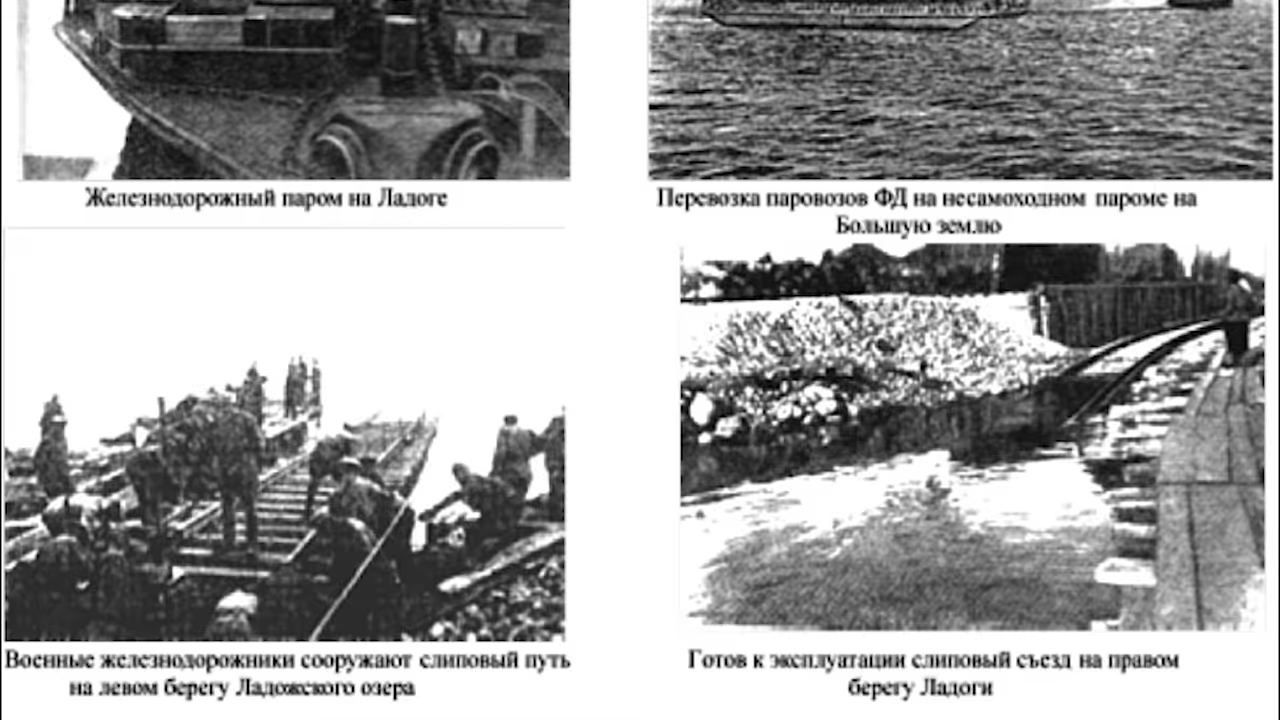 Железнодорожный паром на Ладоге
Перевозка паровозов ФД на несамоходном пароме на
Большую землю
Военные железнодорожники сооружают слиповый путь
на левом берегу Ладожского озера
Готов к эксплуатации слиповый съезд на правом
берегу Ладоги